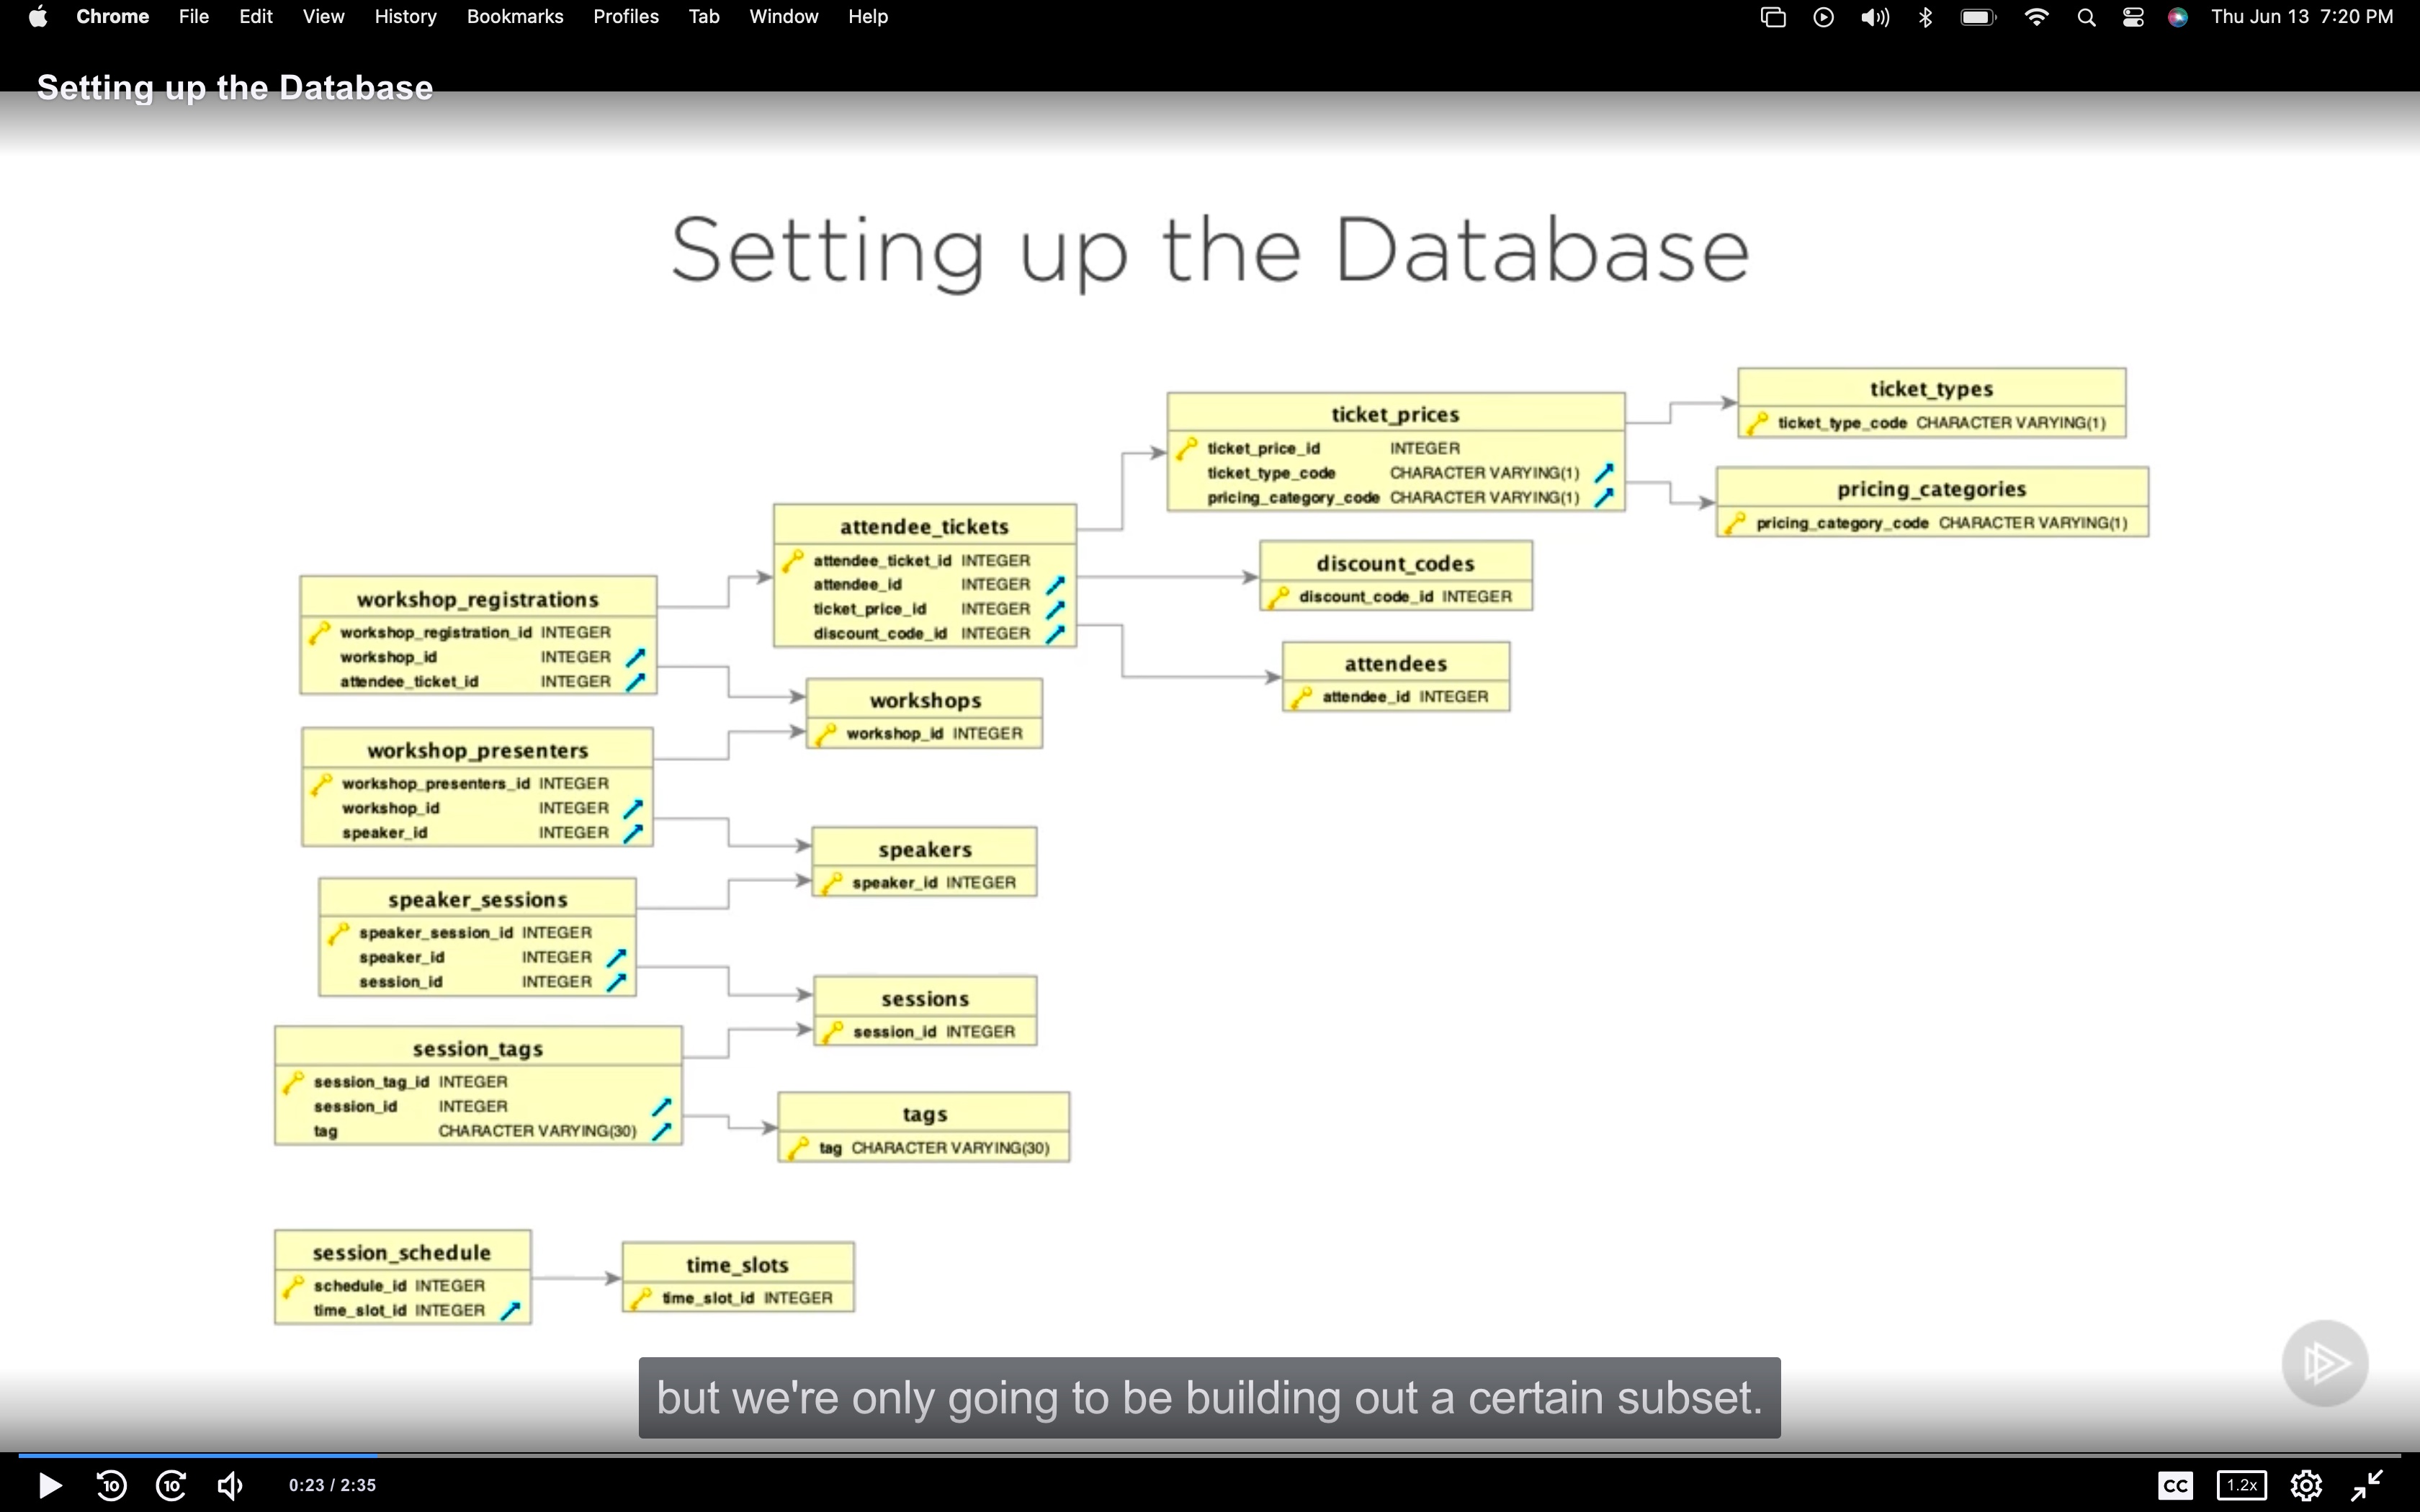 Chrome File Edit View History Bookmarks Profiles Tab Window Help Thu Jun 13 7:20 PM
Setting up the Database
Setting up the Database
ticket_types
ticket_type_code CHARACTER VARYING(1)
ticket_prices
ticket_price_id INTEGER
ticket_type_code CHARACTER VARYING(1)
pricing_category_code CHARACTER VARYING(1)
pricing_categories
pricing_category_code CHARACTER VARYING(1)
attendee_tickets
attendee_ticket_id INTEGER
attendee_id INTEGER
ticket_price_id INTEGER
discount_code_id INTEGER
discount_codes
discount_code_id INTEGER
workshop_registrations
workshop_registration_id INTEGER
workshop_id INTEGER
attendee_ticket_id INTEGER
attendees
attendee_id INTEGER
workshops
workshop_id INTEGER
workshop_presenters
workshop_presenters_id INTEGER
workshop_id INTEGER
speaker_id INTEGER
speakers
speaker_id INTEGER
speaker_sessions
speaker_session_id INTEGER
speaker_id INTEGER
session_id INTEGER
sessions
session_id INTEGER
session_tags
session_tag_id INTEGER
session_id INTEGER
tag CHARACTER VARYING(30)
tags
tag CHARACTER VARYING(30)
session_schedule
schedule_id INTEGER
time_slot_id INTEGER
time_slots
time_slot_id INTEGER
but we're only going to be building out a certain subset.
10 10 0:23 / 2:35 CC 1.2x